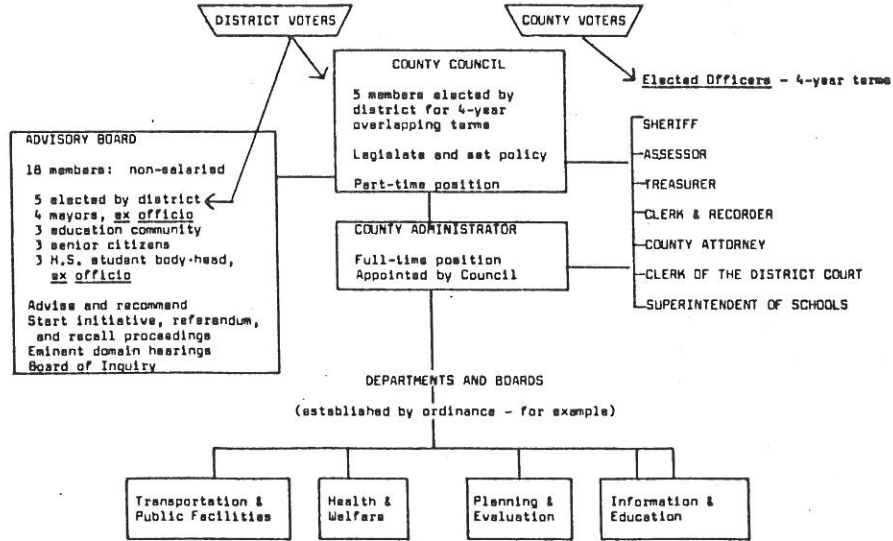 DISTRICT VOTERS
COUNTY VOTERS
COUNTY COUNCIL
5 members elected by
district for 4-year
overlapping terms
Legislate and set policy
Part-time position
Elected Officers - 4-year terms
SHERIFF
ASSESSOR
TREASURER
CLERK & RECORDER
COUNTY ATTORNEY
CLERK OF THE DISTRICT COURT
SUPERINTENDENT OF SCHOOLS
ADVISORY BOARD
18 members: non-salaried
5 elected by district
4 mayors, ex officio
3 education community
3 senior citizens
3 H.S. student body-head,
ex officio
Advise and recommend
Start initiative, referendum,
and recall proceedings
Eminent domain hearings
Board of Inquiry
COUNTY ADMINISTRATOR
Full-time position
Appointed by Council
DEPARTMENTS AND BOARDS
(established by ordinance - for example)
Transportation &
Public Facilities
Health &
Welfare
Planning &
Evaluation
Information &
Education